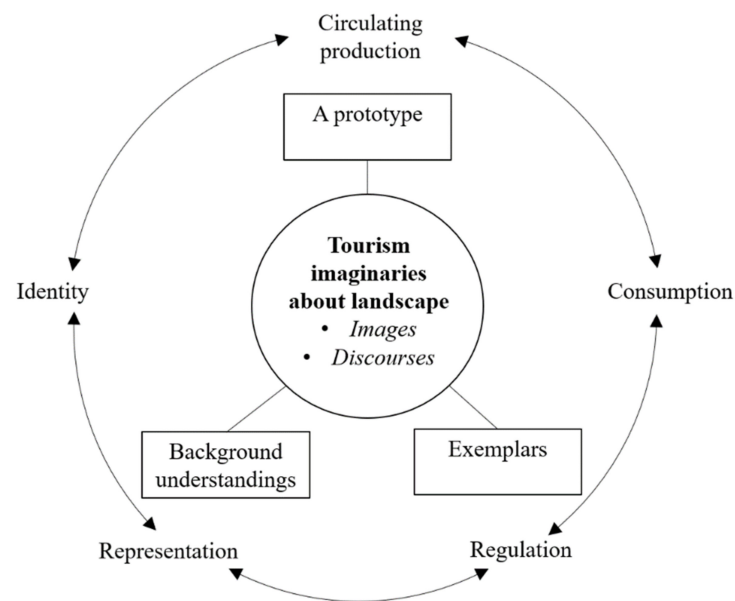 Circulating
production
A prototype
Tourism
imaginaries
about landscape
• Images
• Discourses
Identity
Consumption
Background
understandings
Exemplars
Representation
Regulation